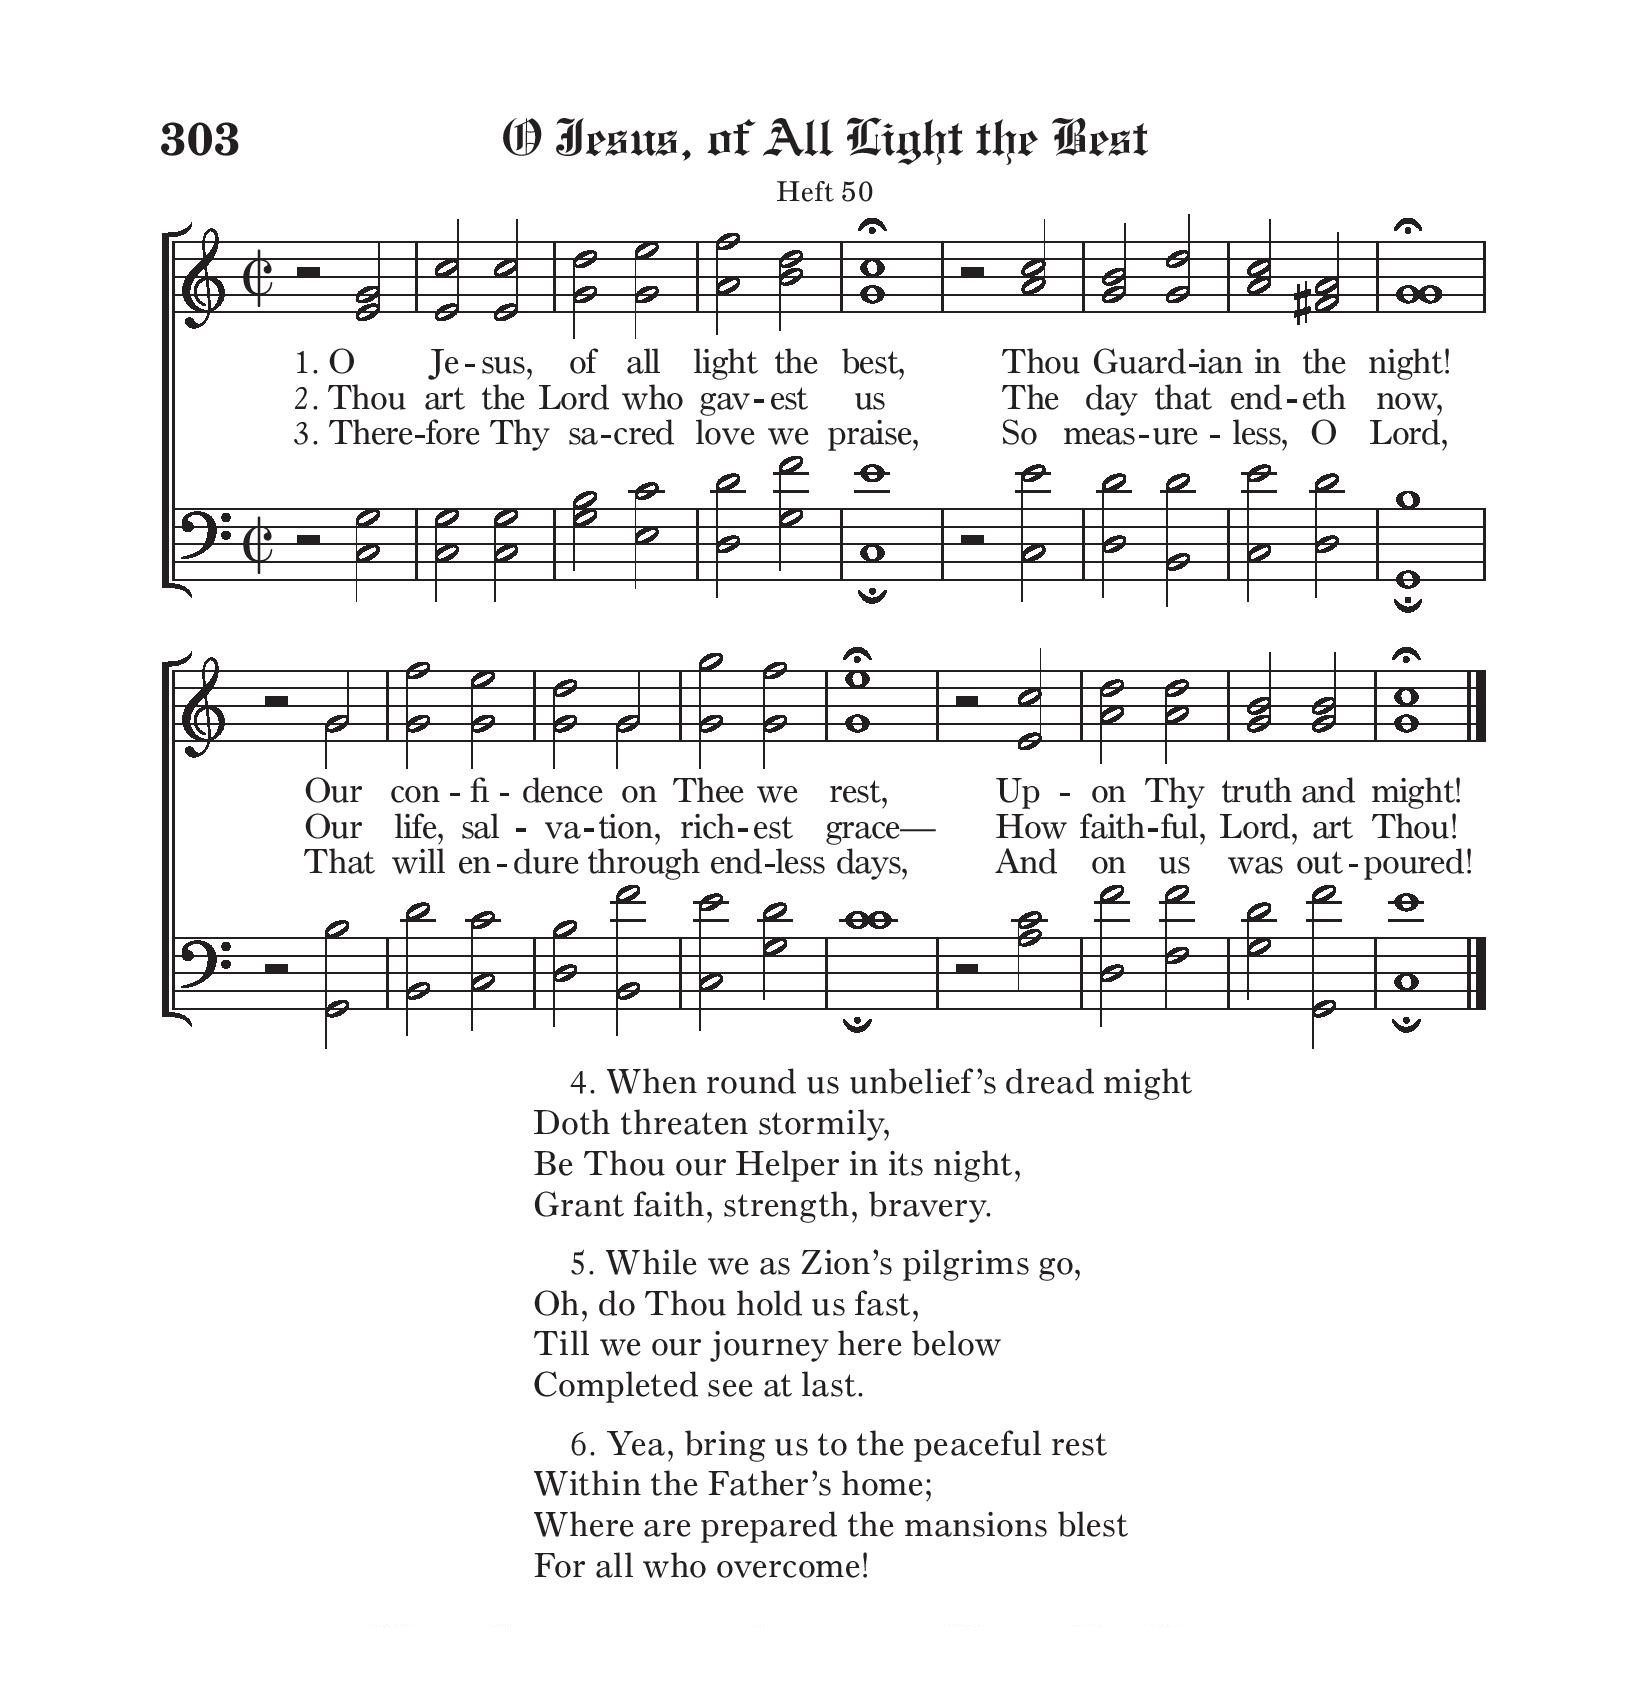 303 O Jesus, of All Light the Best
Heft 50
1. O Je - sus, of all light the best, Thou Guard - ian in the night!
2. Thou art the Lord who gav - est us The day that end - eth now,
3. There - fore Thy sa - cred love we praise, So meas - ure - less, O Lord,
Our con - fi - dence on Thee we rest, Up - on Thy truth and might!
Our life, sal - va - tion, rich - est grace— How faith - ful, Lord, art Thou!
That will en - dure through end - less days, And on us was out - poured!
4. When round us unbelief’s dread might
Doth threaten stormily,
Be Thou our Helper in its night,
Grant faith, strength, bravery.
5. While we as Zion’s pilgrims go,
Oh, do Thou hold us fast,
Till we our journey here below
Completed see at last.
6. Yea, bring us to the peaceful rest
Within the Father’s home;
Where are prepared the mansions blest
For all who overcome!